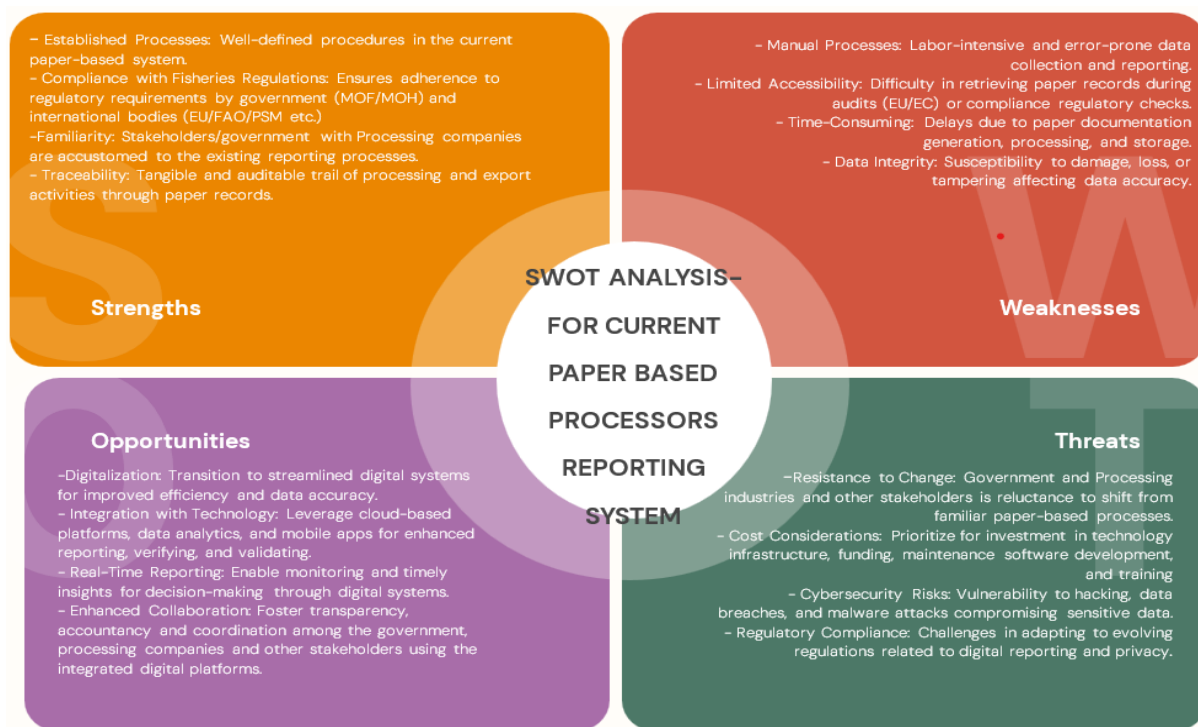 - Established Processes: Well-defined procedures in the current
paper-based system.
- Compliance with Fisheries Regulations: Ensures adherence to
regulatory requirements by government (MOF/MOH) and
international bodies (EU/FAO/PSM etc.)
-Familiarity: Stakeholders/government with Processing companies
are accustomed to the existing reporting processes.
- Traceability: Tangible and auditable trail of processing and export
activities through paper records.
S
Strengths
- Manual Processes: Labor-intensive and error-prone data
collection and reporting.
- Limited Accessibility: Difficulty in retrieving paper records during
audits (EU/EC) or compliance regulatory checks.
- Time-Consuming: Delays due to paper documentation
generation, processing, and storage.
- Data Integrity: Susceptibility to damage, loss, or
tampering affecting data accuracy.
W
Weaknesses
SWOT ANALYSIS-
FOR CURRENT
PAPER BASED
PROCESSORS
REPORTING
SYSTEM
O
Opportunities
-Digitalization: Transition to streamlined digital systems
for improved efficiency and data accuracy.
- Integration with Technology: Leverage cloud-based
platforms, data analytics, and mobile apps for enhanced
reporting, verifying, and validating.
- Real-Time Reporting: Enable monitoring and timely
insights for decision-making through digital systems.
- Enhanced Collaboration: Foster transparency,
accountancy and coordination among the government,
processing companies and other stakeholders using the
integrated digital platforms.
T
Threats
-Resistance to Change: Government and Processing
industries and other stakeholders is reluctance to shift from
familiar paper-based processes.
- Cost Considerations: Prioritize for investment in technology
infrastructure, funding, maintenance software development,
and training
- Cybersecurity Risks: Vulnerability to hacking, data
breaches, and malware attacks compromising sensitive data.
- Regulatory Compliance: Challenges in adapting to evolving
regulations related to digital reporting and privacy.